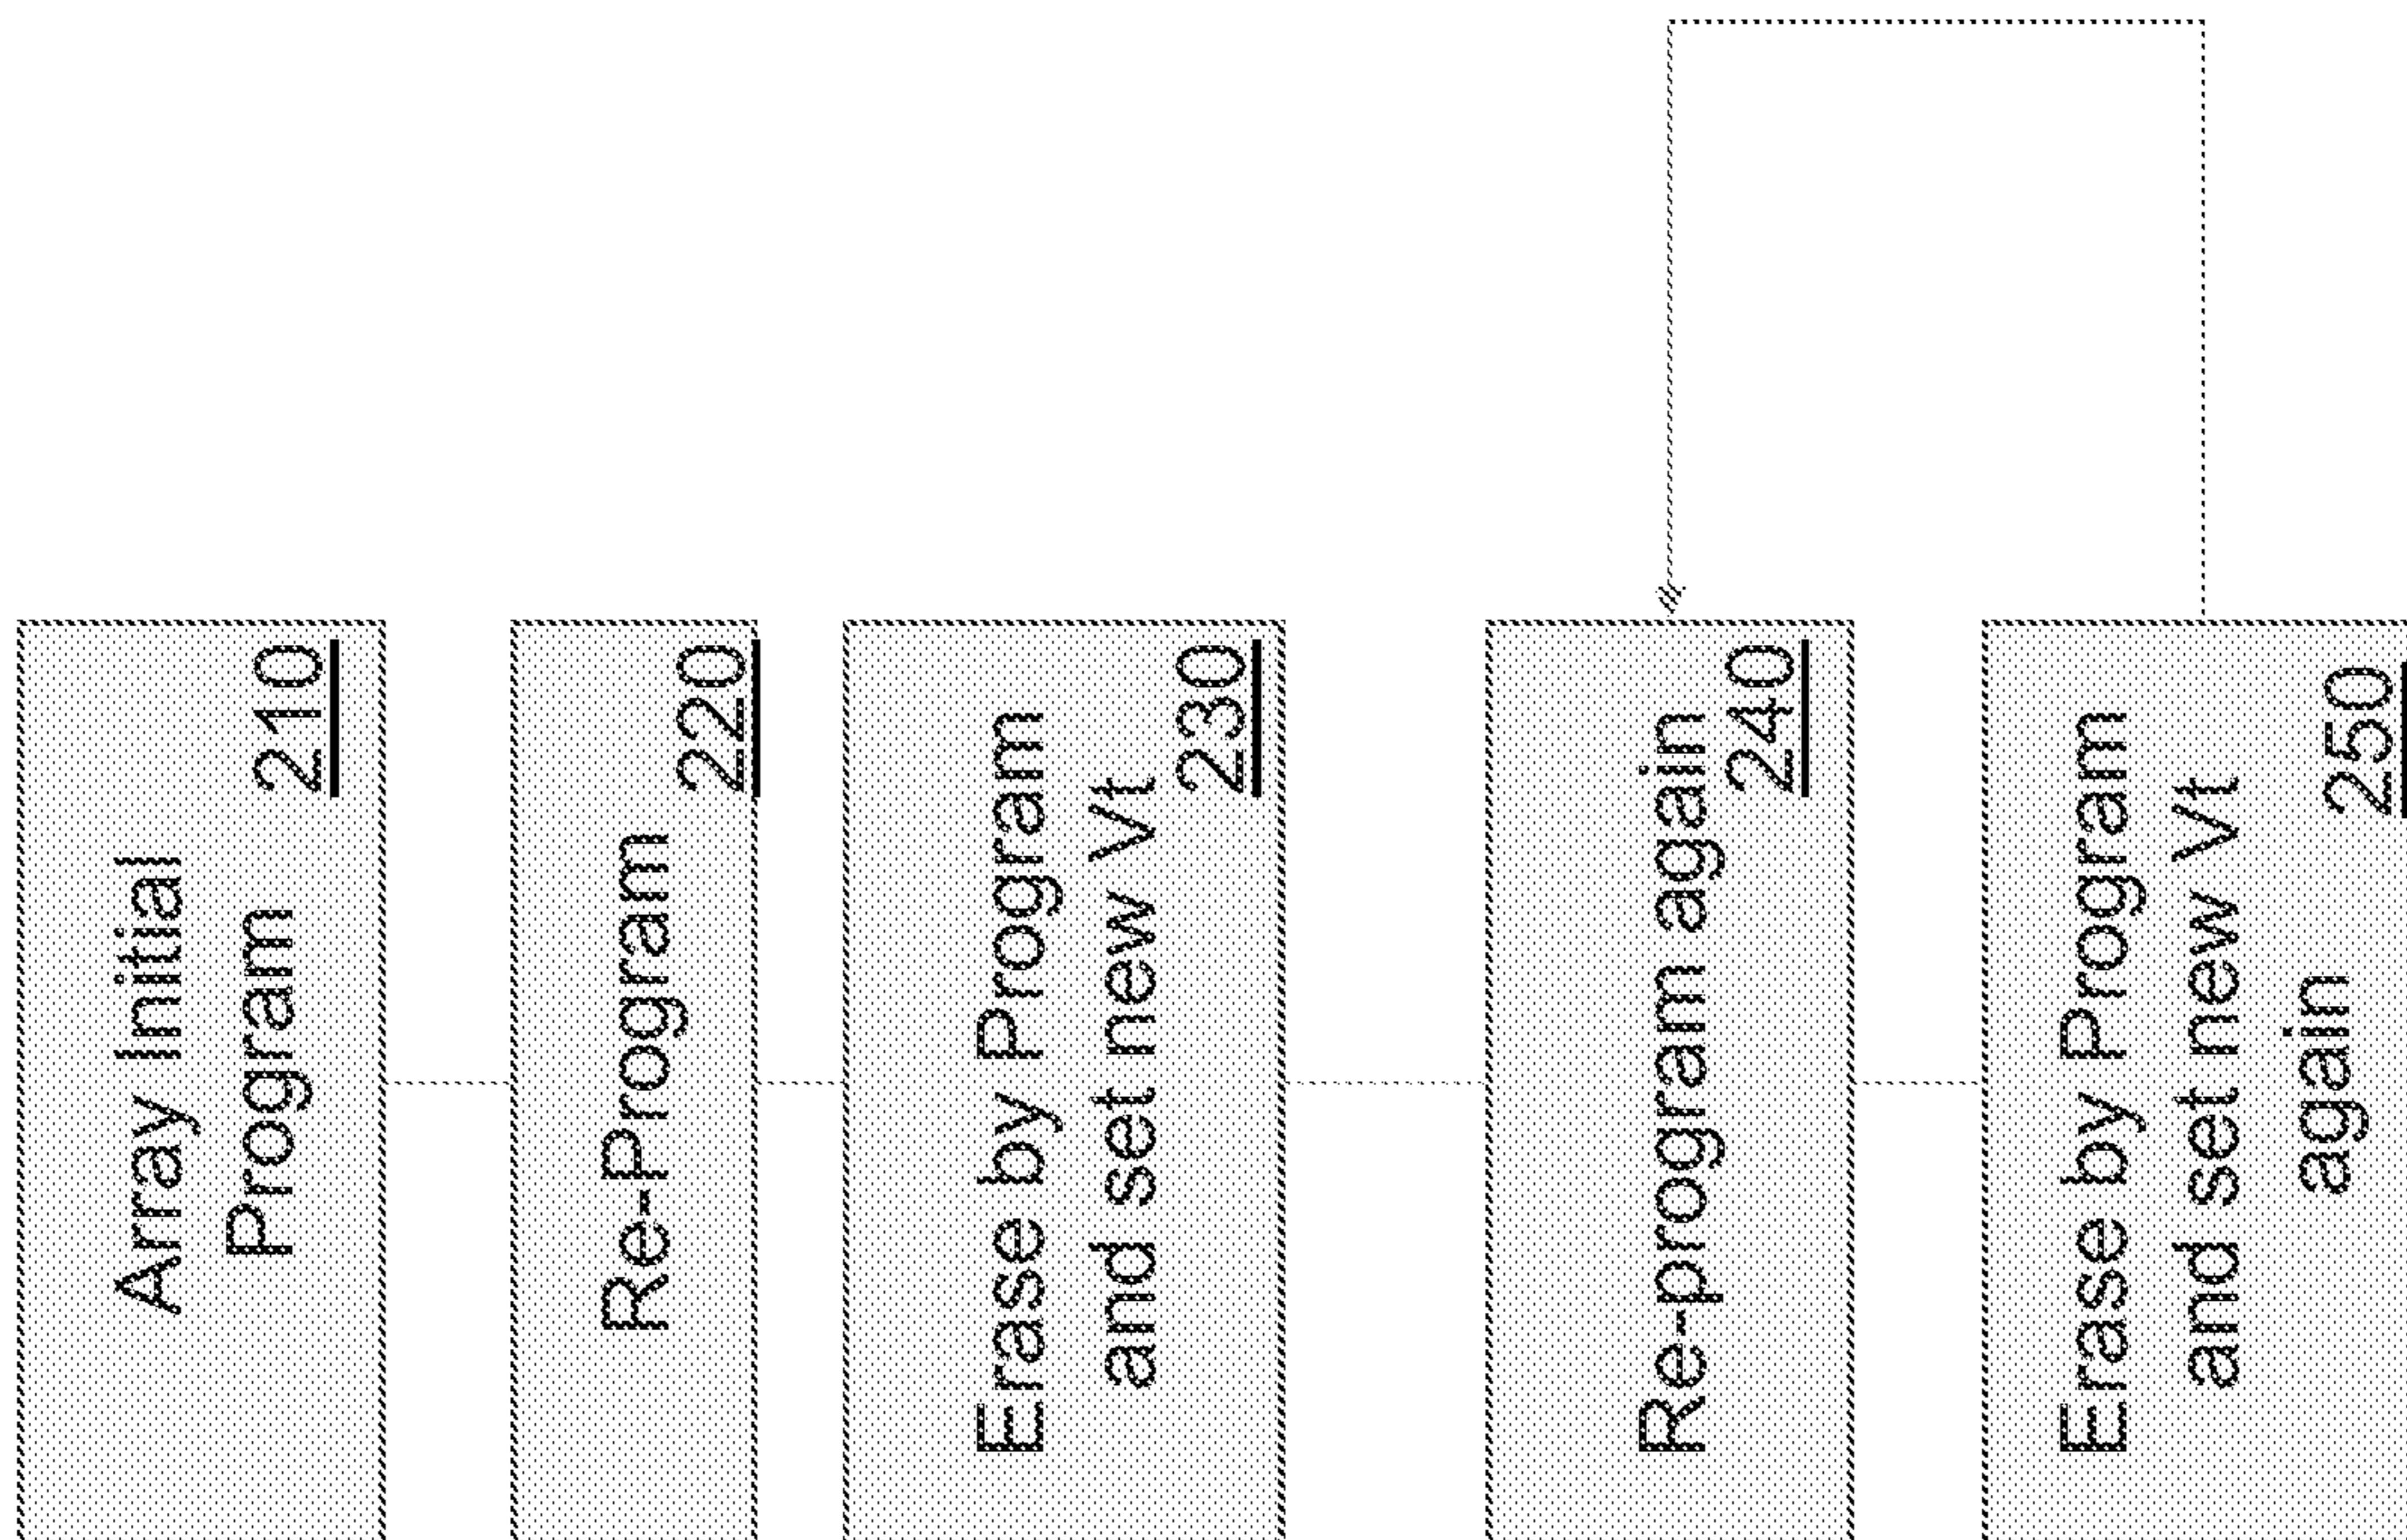 Array Initial
Program 210
Re-Program
220
Erase by Program
and set new Vt
230
Re-program again
240
Erase by Program
and set new Vt
again 250